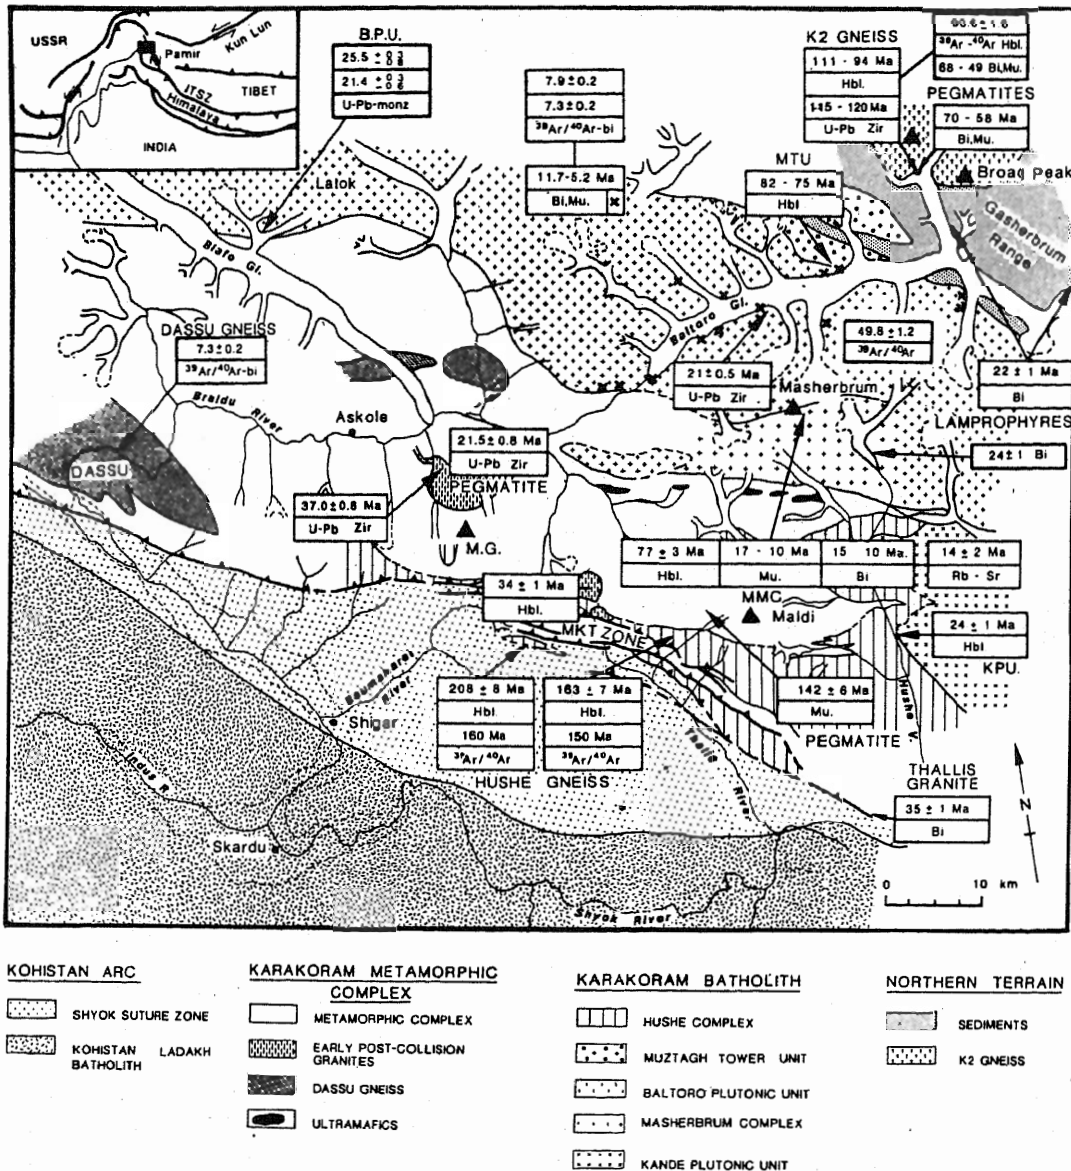 USSR
Pamir
Kun Lun
ITSZ
Himalaya
TIBET
INDIA
B.P.U.
25.5 +0.3 -0.8
21.4 +0.3 -0.6
U-Pb-monz
7.9±0.2
7.3±0.2
39Ar/40Ar-bi
11.7-5.2 Ma
Bi,Mu.
K2 GNEISS
111 - 94 Ma
Hbl.
115 - 120 Ma
U-Pb Zir
39Ar -40Ar Hbl.
68 - 49 Bi,Mu.
PEGMATITES
70 - 58 Ma
Bi,Mu.
MTU
82 - 75 Ma
Hbl
Broad Peak
Gasherbrum
Range
Latok
Biafo Gl.
Baltoro Gl.
DASSU GNEISS
7.3±0.2
39Ar/40Ar-bi
49.8 ±1.2
39Ar/40Ar
21±0.5 Ma
U-Pb Zir
Masherbrum
22±1 Ma
Bi
LAMPROPHYRES
24±1 Bi
Braldu River
Askole
DASSU
21.5±0.8 Ma
U-Pb Zir
PEGMATITE
37.0±0.8 Ma
U-Pb Zir
M.G.
77 ± 3 Ma
Hbl.
17 - 10 Ma
Mu.
15 10 Ma.
Bi
14 ± 2 Ma
Rb - Sr
34 ± 1 Ma
Hbl.
MMC
Maldi
MKT ZONE
24 ± 1 Ma
Hbl
KPU.
208 ± 8 Ma
Hbl.
160 Ma
39Ar/40Ar
163 ± 7 Ma
Hbl.
150 Ma
39Ar/40Ar
HUSHE GNEISS
142 ± 6 Ma
Mu.
PEGMATITE
Hushe V.
River
Shigar
Thalle
River
THALLIS
GRANITE
35 ± 1 Ma
Bi
N
Indus R
Skardu
Shyok River
0 10 km
KOHISTAN ARC
SHYOK SUTURE ZONE
KOHISTAN LADAKH
BATHOLITH
KARAKORAM METAMORPHIC
COMPLEX
METAMORPHIC COMPLEX
EARLY POST-COLLISION
GRANITES
DASSU GNEISS
ULTRAMAFICS
KARAKORAM BATHOLITH
HUSHE COMPLEX
MUZTAGH TOWER UNIT
BALTORO PLUTONIC UNIT
MASHERBRUM COMPLEX
KANDE PLUTONIC UNIT
NORTHERN TERRAIN
SEDIMENTS
K2 GNEISS